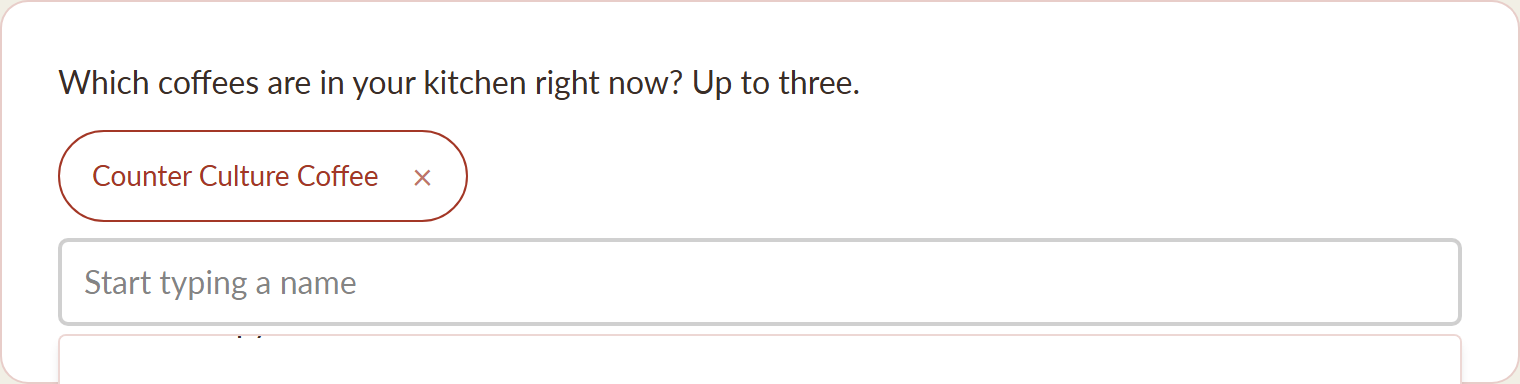 Which coffees are in your kitchen right now? Up to three.
Counter Culture Coffee ×
Start typing a name